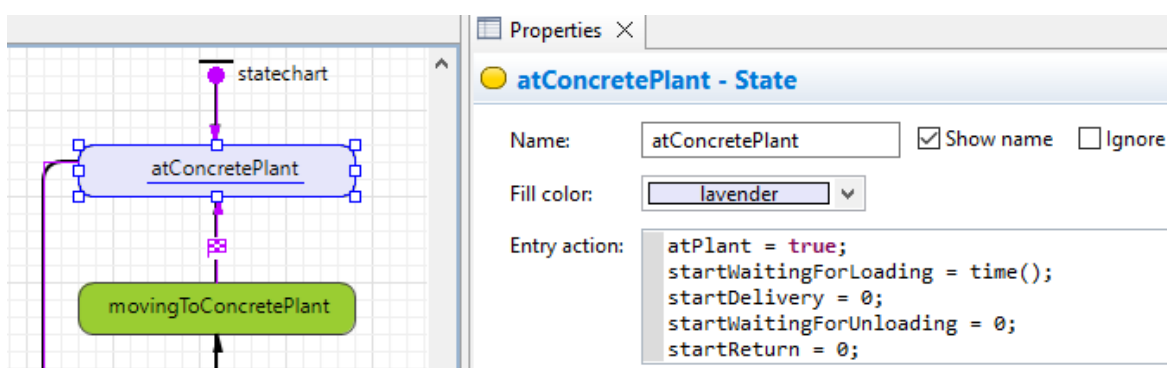 statechart
atConcretePlant
movingToConcretePlant
Properties
atConcretePlant - State
Name: atConcretePlant Show name Ignore
Fill color: lavender
Entry action: atPlant = true;
startWaitingForLoading = time();
startDelivery = 0;
startWaitingForUnloading = 0;
startReturn = 0;